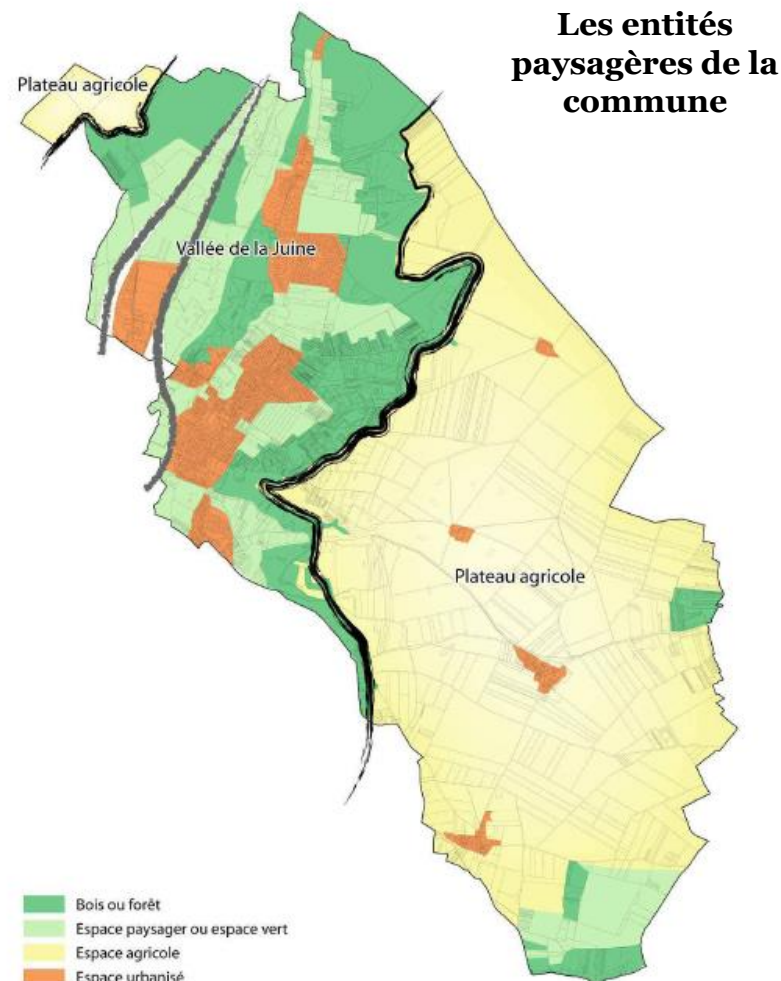 Les entités
paysagères de la
commune
Plateau agricole
Vallée de la Juine
Plateau agricole
Bois ou forêt
Espace paysager ou espace vert
Espace agricole
Espace urbanisé